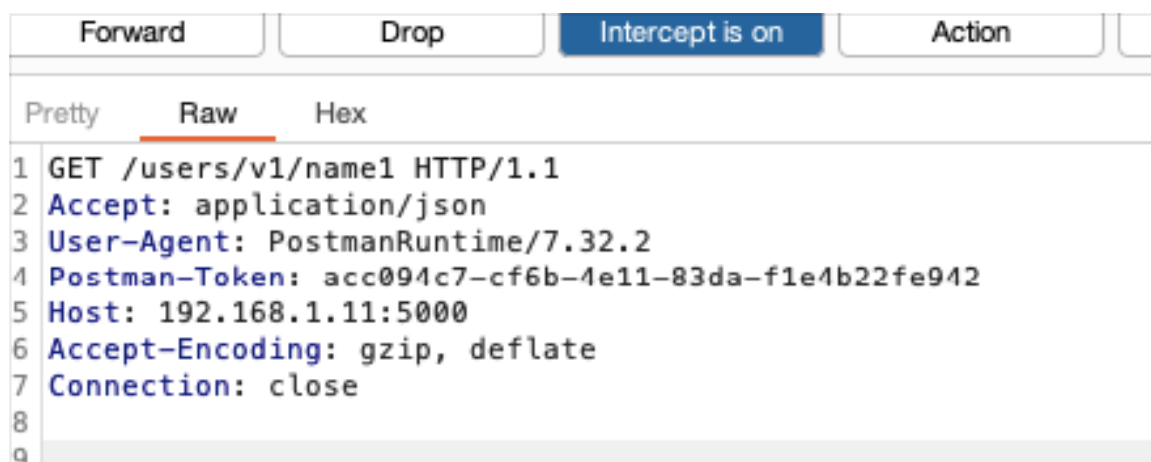 Forward Drop Intercept is on Action
Pretty Raw Hex
1 GET /users/v1/name1 HTTP/1.1
2 Accept: application/json
3 User-Agent: PostmanRuntime/7.32.2
4 Postman-Token: acc094c7-cf6b-4e11-83da-f1e4b22fe942
5 Host: 192.168.1.11:5000
6 Accept-Encoding: gzip, deflate
7 Connection: close
8
9